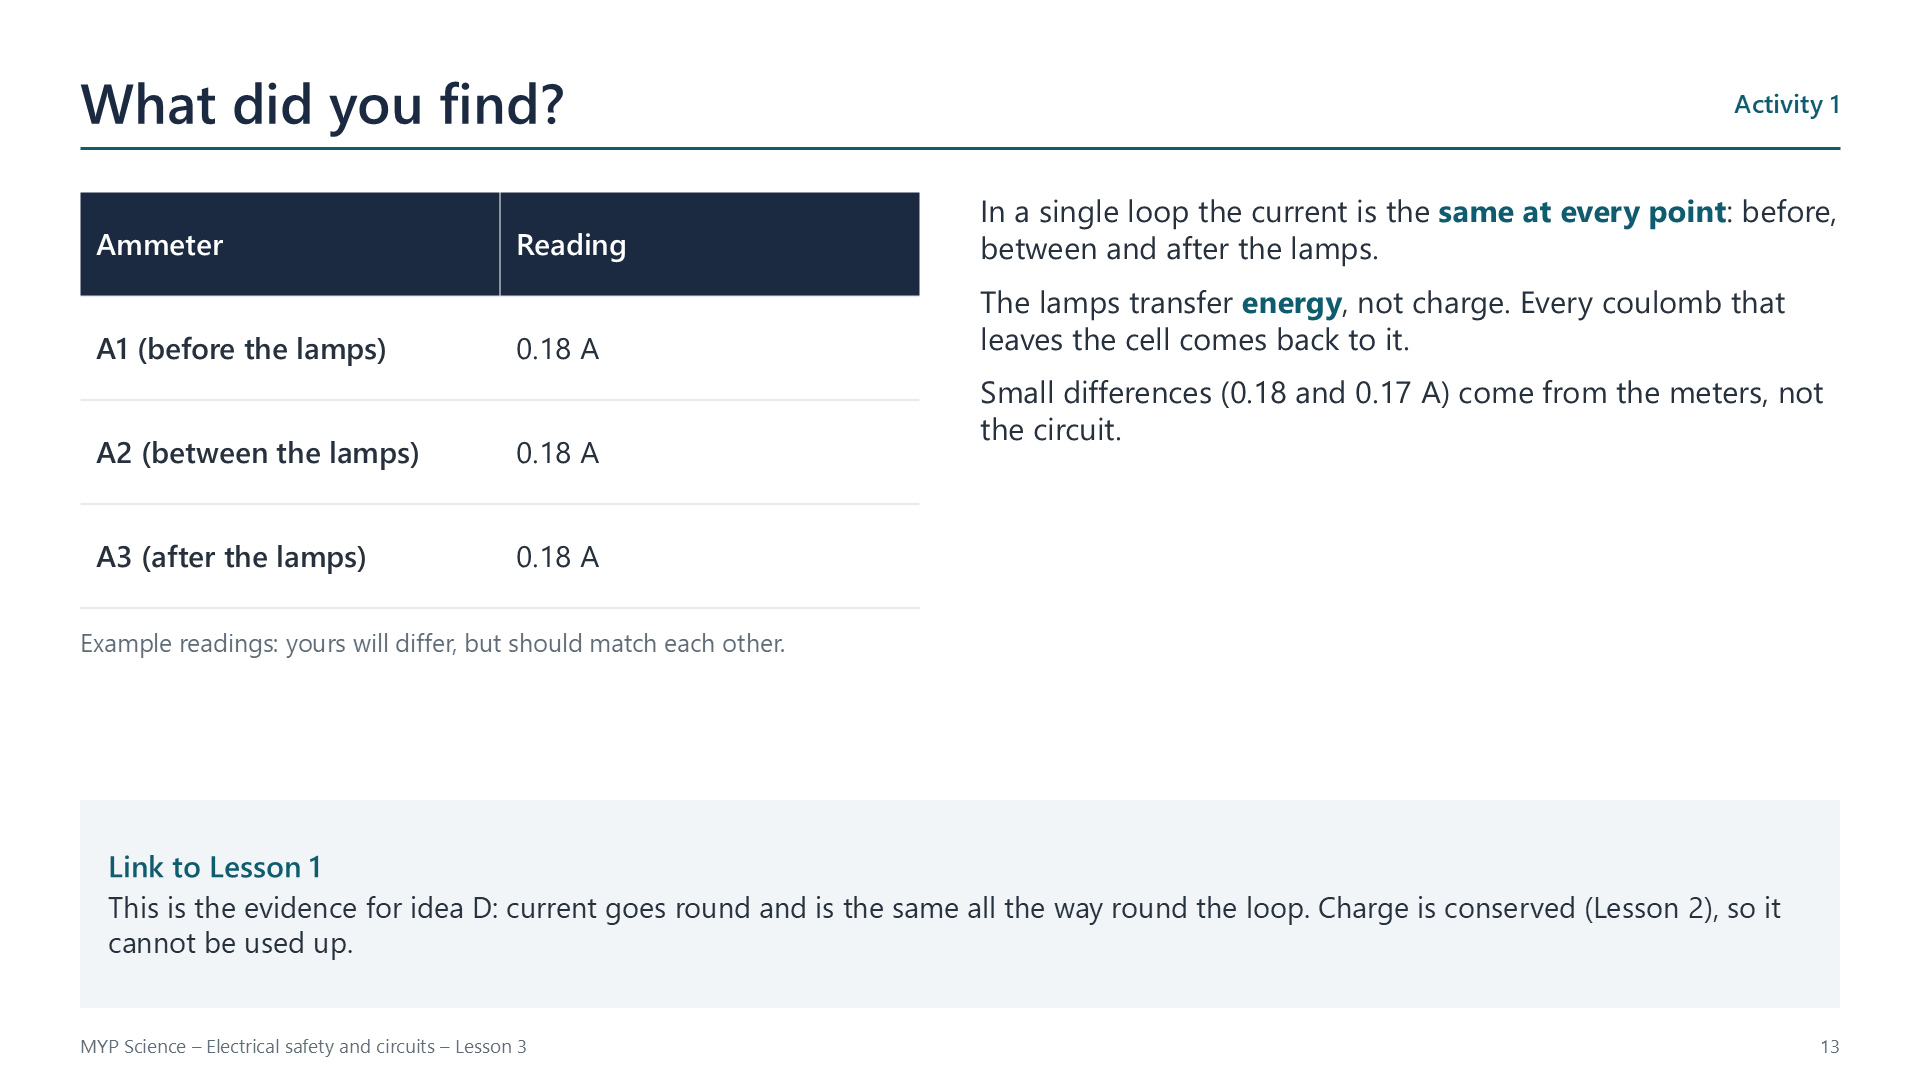 What did you find?
Activity 1
Ammeter Reading
A1 (before the lamps) 0.18 A
A2 (between the lamps) 0.18 A
A3 (after the lamps) 0.18 A
Example readings: yours will differ, but should match each other.
In a single loop the current is the same at every point: before,
between and after the lamps.
The lamps transfer energy, not charge. Every coulomb that
leaves the cell comes back to it.
Small differences (0.18 and 0.17 A) come from the meters, not
the circuit.
Link to Lesson 1
This is the evidence for idea D: current goes round and is the same all the way round the loop. Charge is conserved (Lesson 2), so it
cannot be used up.
MYP Science – Electrical safety and circuits – Lesson 3
13